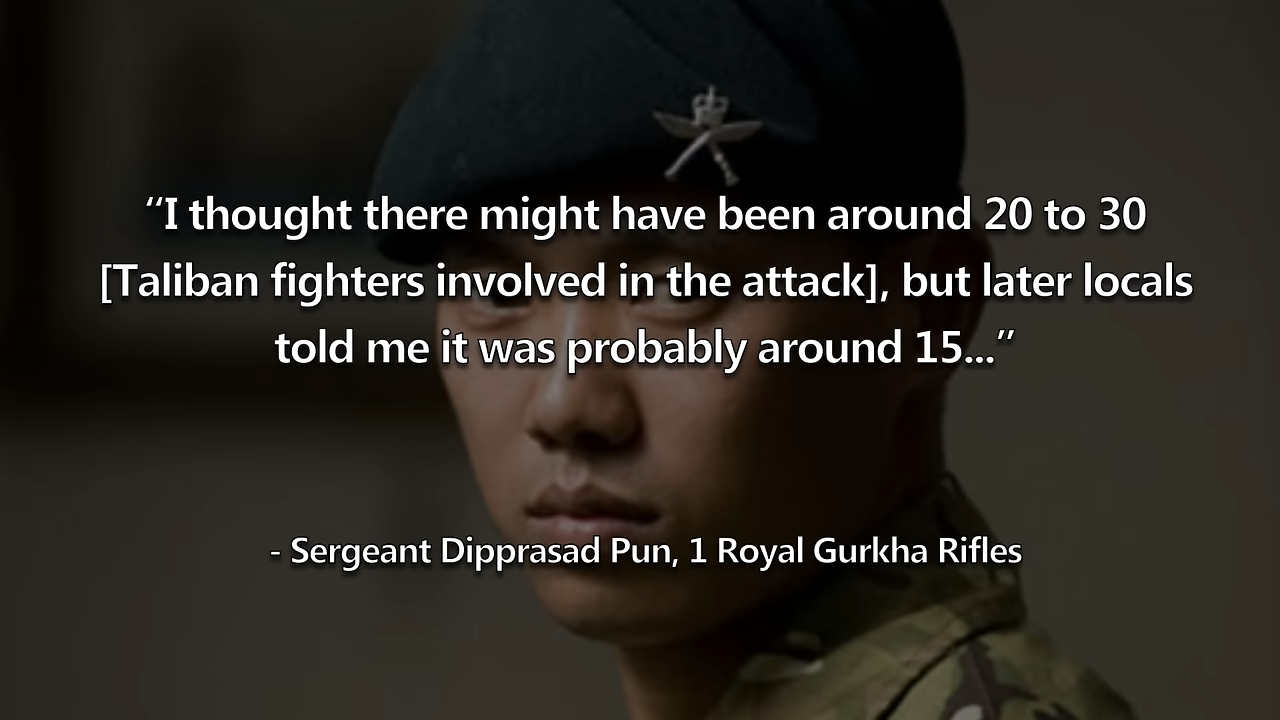 “I thought there might have been around 20 to 30
[Taliban fighters involved in the attack], but later locals
told me it was probably around 15...”
- Sergeant Dipprasad Pun, 1 Royal Gurkha Rifles